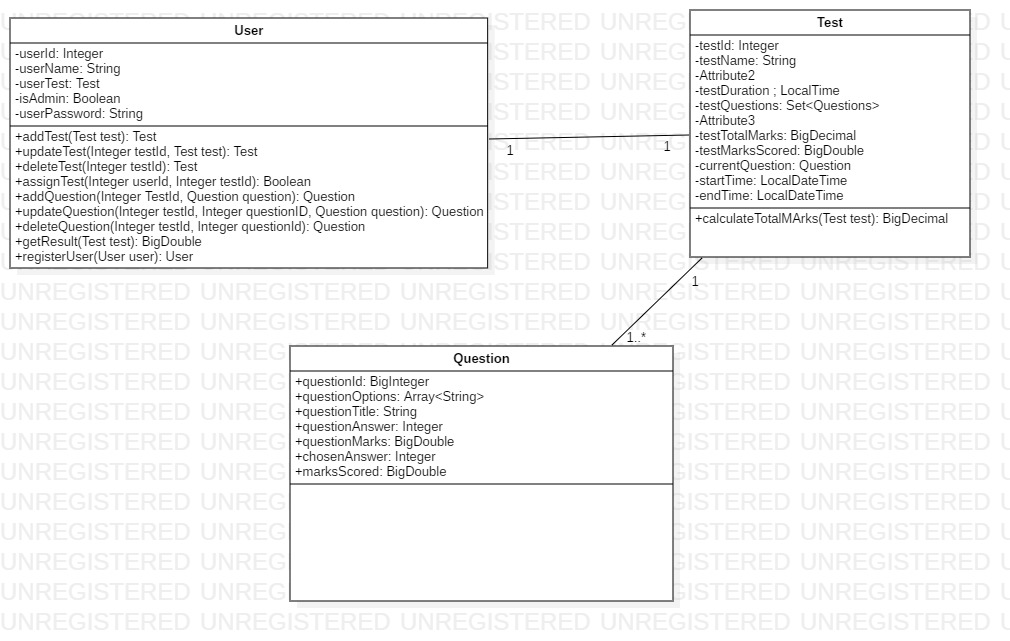 User
-userId: Integer
-userName: String
-userTest: Test
-isAdmin: Boolean
-userPassword: String
+addTest(Test test): Test
+updateTest(Integer testId, Test test): Test
+deleteTest(Integer testId): Test
+assignTest(Integer userId, Integer testId): Boolean
+addQuestion(Integer TestId, Question question): Question
+updateQuestion(Integer testId, Integer questionID, Question question): Question
+deleteQuestion(Integer testId, Integer questionId): Question
+getResult(Test test): BigDouble
+registerUser(User user): User
1
1
Test
-testId: Integer
-testName: String
-Attribute2
-testDuration ; LocalTime
-testQuestions: Set<Questions>
-Attribute3
-testTotalMarks: BigDecimal
-testMarksScored: BigDouble
-currentQuestion: Question
-startTime: LocalDateTime
-endTime: LocalDateTime
+calculateTotalMArks(Test test): BigDecimal
1
1..*
Question
+questionId: BigInteger
+questionOptions: Array<String>
+questionTitle: String
+questionAnswer: Integer
+questionMarks: BigDouble
+chosenAnswer: Integer
+marksScored: BigDouble
UNREGISTERED UNREGISTERED UNREGISTERED UNREGISTERED UNREGISTERED